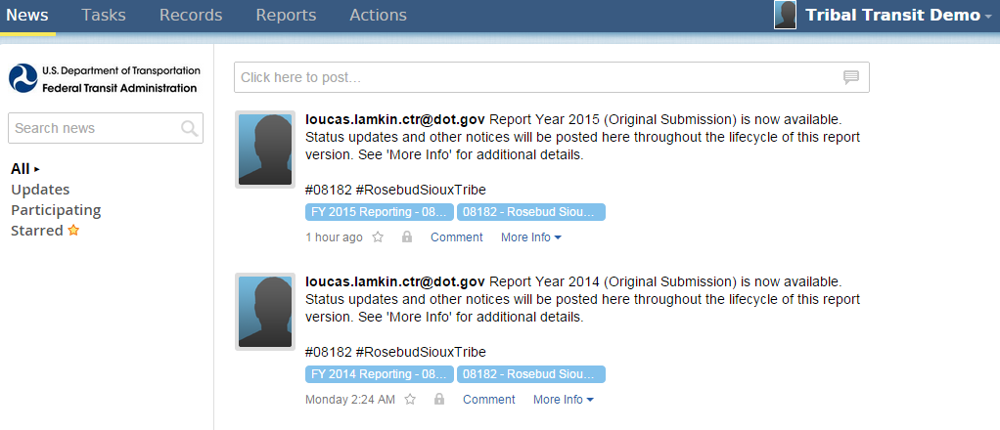 News Tasks Records Reports Actions Tribal Transit Demo
U.S. Department of Transportation
Federal Transit Administration
Search news
All
Updates
Participating
Starred
Click here to post...
loucas.lamkin.ctr@dot.gov Report Year 2015 (Original Submission) is now available.
Status updates and other notices will be posted here throughout the lifecycle of this report
version. See 'More Info' for additional details.
#08182 #RosebudSiouxTribe
FY 2015 Reporting - 08... 08182 - Rosebud Siou...
1 hour ago Comment More Info
loucas.lamkin.ctr@dot.gov Report Year 2014 (Original Submission) is now available.
Status updates and other notices will be posted here throughout the lifecycle of this report
version. See 'More Info' for additional details.
#08182 #RosebudSiouxTribe
FY 2014 Reporting - 08... 08182 - Rosebud Siou...
Monday 2:24 AM Comment More Info